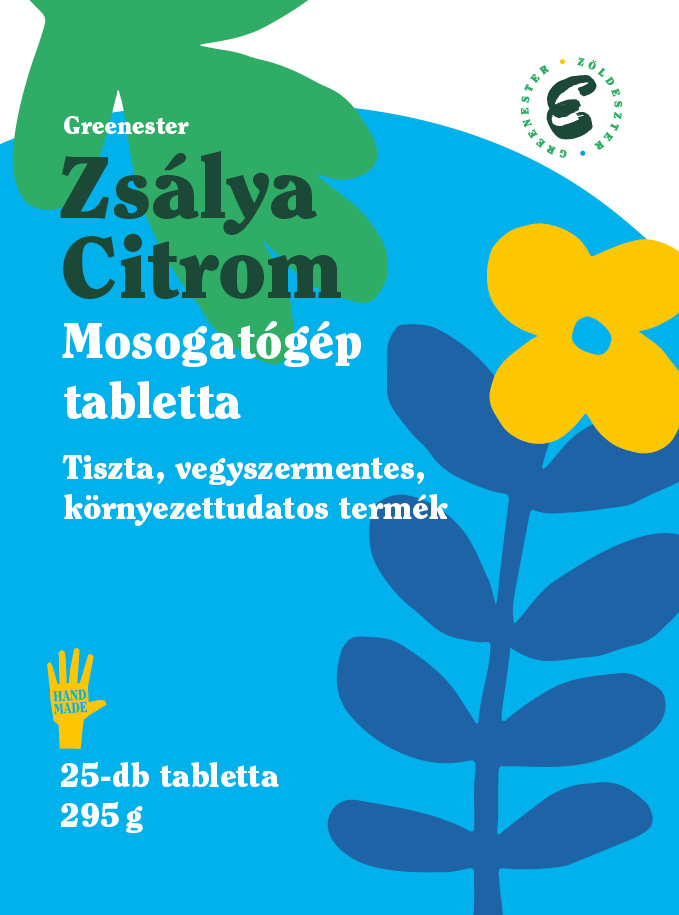 GREENESTER • ZÖLDESZTER •
Greenester
Zsálya
Citrom
Mosogatógép
tabletta
Tiszta, vegyszermentes,
környezettudatos termék
HAND
MADE
25-db tabletta
295 g